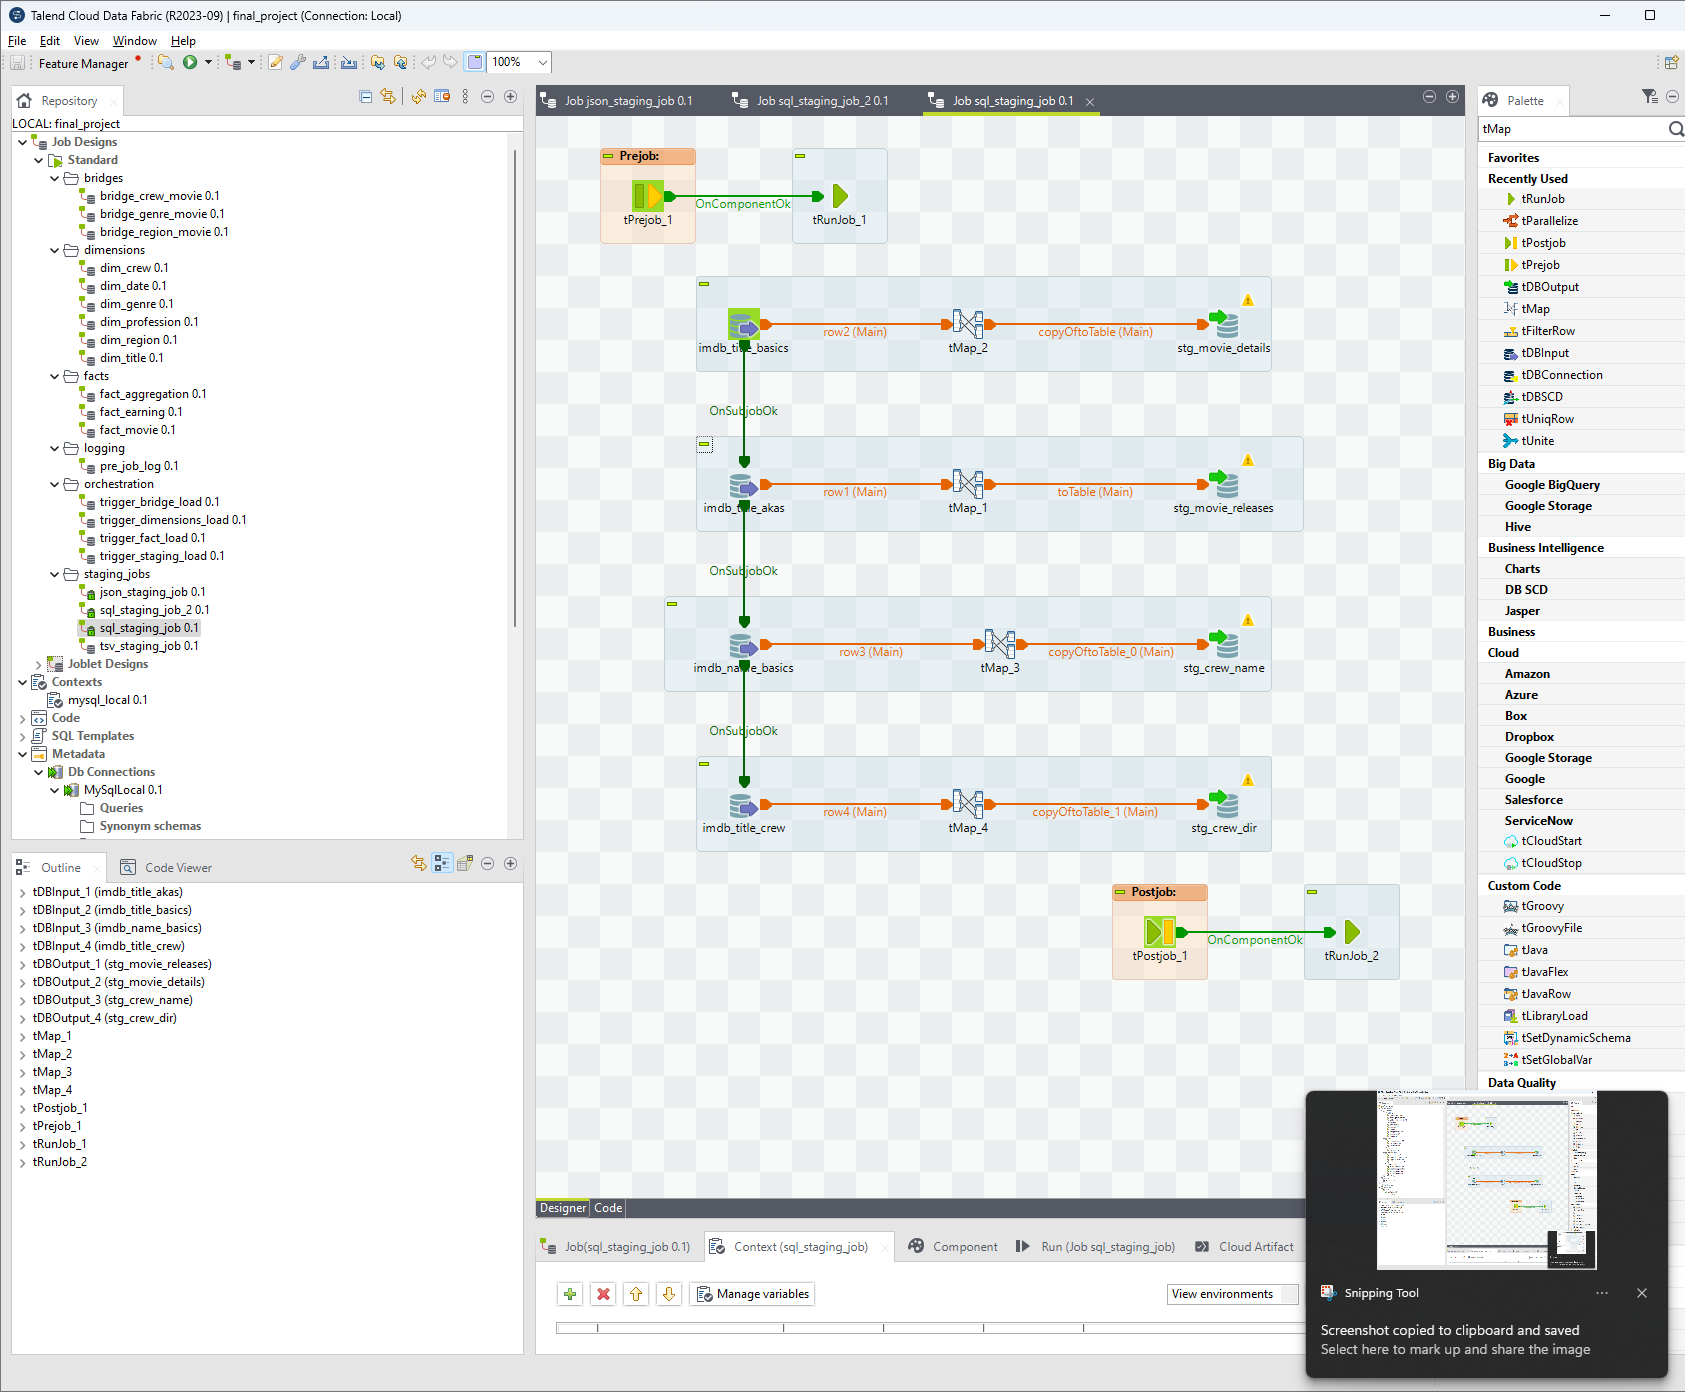 Talend Cloud Data Fabric (R2023-09) | final_project (Connection: Local)
File Edit View Window Help
Feature Manager
100%
Repository
LOCAL: final_project
Job Designs
Standard
bridges
bridge_crew_movie 0.1
bridge_genre_movie 0.1
bridge_region_movie 0.1
dimensions
dim_crew 0.1
dim_date 0.1
dim_genre 0.1
dim_profession 0.1
dim_region 0.1
dim_title 0.1
facts
fact_aggregation 0.1
fact_earning 0.1
fact_movie 0.1
logging
pre_job_log 0.1
orchestration
trigger_bridge_load 0.1
trigger_dimensions_load 0.1
trigger_fact_load 0.1
trigger_staging_load 0.1
staging_jobs
json_staging_job 0.1
sql_staging_job_2 0.1
sql_staging_job 0.1
tsv_staging_job 0.1
Joblet Designs
Contexts
mysql_local 0.1
Code
SQL Templates
Metadata
Db Connections
MySqlLocal 0.1
Queries
Synonym schemas
Outline
Code Viewer
tDBInput_1 (imdb_title_akas)
tDBInput_2 (imdb_title_basics)
tDBInput_3 (imdb_name_basics)
tDBInput_4 (imdb_title_crew)
tDBOutput_1 (stg_movie_releases)
tDBOutput_2 (stg_movie_details)
tDBOutput_3 (stg_crew_name)
tDBOutput_4 (stg_crew_dir)
tMap_1
tMap_2
tMap_3
tMap_4
tPostjob_1
tPrejob_1
tRunJob_1
tRunJob_2
Job json_staging_job 0.1
Job sql_staging_job_2 0.1
Job sql_staging_job 0.1
Prejob:
OnComponentOk
tPrejob_1
tRunJob_1
row2 (Main)
copyOftoTable (Main)
imdb_title_basics
tMap_2
stg_movie_details
OnSubjobOk
row1 (Main)
toTable (Main)
imdb_title_akas
tMap_1
stg_movie_releases
OnSubjobOk
row3 (Main)
copyOftoTable_0 (Main)
imdb_name_basics
tMap_3
stg_crew_name
OnSubjobOk
row4 (Main)
copyOftoTable_1 (Main)
imdb_title_crew
tMap_4
stg_crew_dir
Postjob:
OnComponentOk
tPostjob_1
tRunJob_2
Designer
Code
Job(sql_staging_job 0.1)
Context (sql_staging_job)
Component
Run (Job sql_staging_job)
Cloud Artifact
Manage variables
View environments
Palette
tMap
Favorites
Recently Used
tRunJob
tParallelize
tPostjob
tPrejob
tDBOutput
tMap
tFilterRow
tDBInput
tDBConnection
tDBSCD
tUniqRow
tUnite
Big Data
Google BigQuery
Google Storage
Hive
Business Intelligence
Charts
DB SCD
Jasper
Business
Cloud
Amazon
Azure
Box
Dropbox
Google Storage
Google
Salesforce
ServiceNow
tCloudStart
tCloudStop
Custom Code
tGroovy
tGroovyFile
tJava
tJavaFlex
tJavaRow
tLibraryLoad
tSetDynamicSchema
tSetGlobalVar
Data Quality
Snipping Tool
Screenshot copied to clipboard and saved
Select here to mark up and share the image